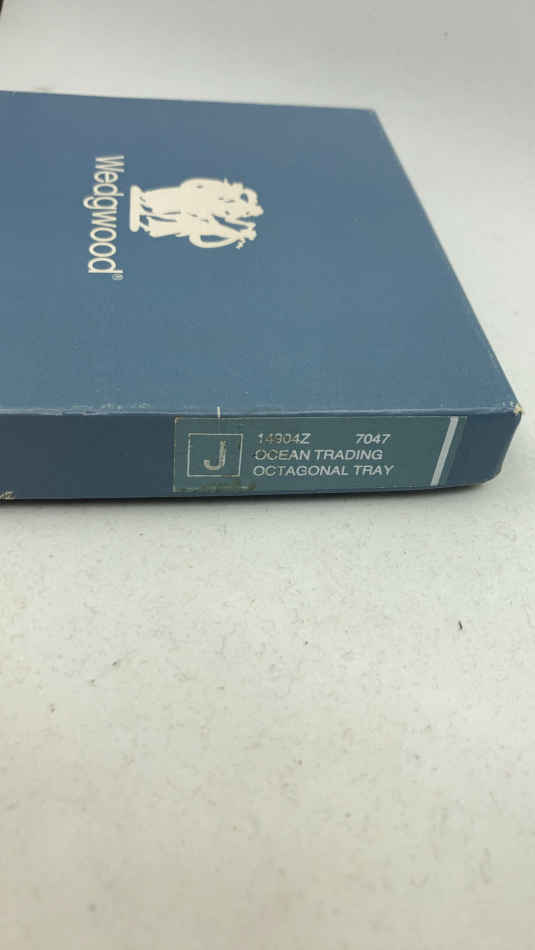 Wedgwood®
J
14904Z 7047
OCEAN TRADING
OCTAGONAL TRAY